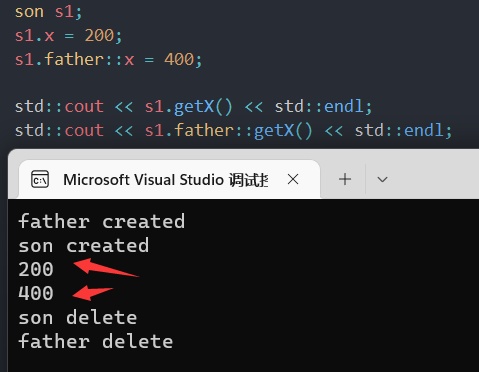 son s1;
s1.x = 200;
s1.father::x = 400;
std::cout << s1.getX() << std::endl;
std::cout << s1.father::getX() << std::endl;
Microsoft Visual Studio 调试
father created
son created
200
400
son delete
father delete